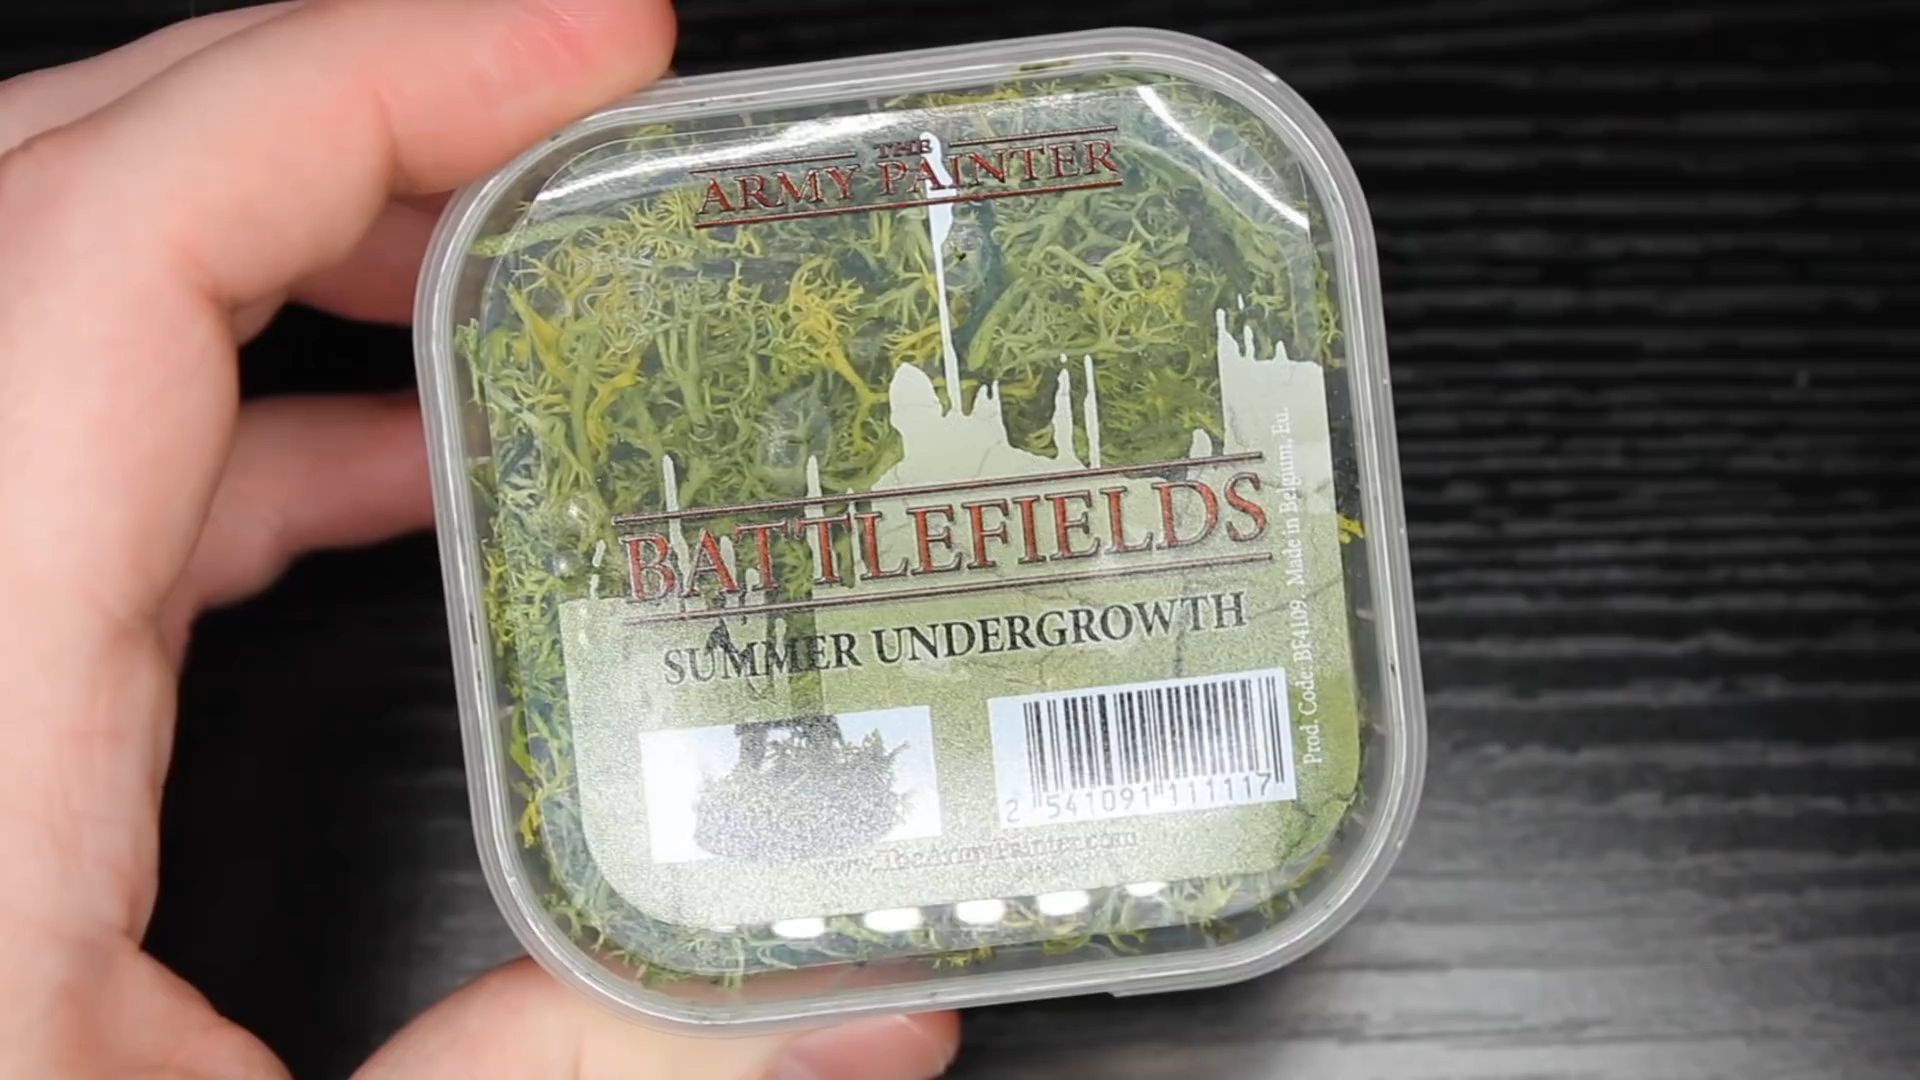 THE
ARMY PAINTER
BATTLEFIELDS
SUMMER UNDERGROWTH
2 541091 111117
www.TheArmyPainter.com
Prod. Code: BF4109. Made in Belgium. Eu.